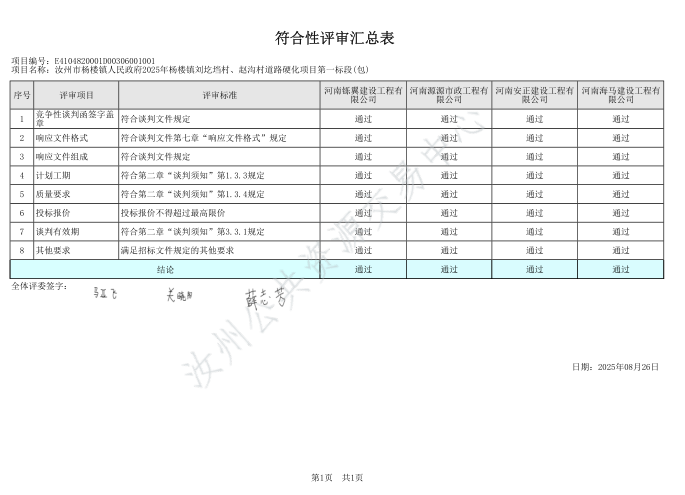 符合性评审汇总表
项目编号：E4104820001D00306001001
项目名称：汝州市杨楼镇人民政府2025年杨楼镇刘圪垱村、赵沟村道路硬化项目第一标段(包)
序号 评审项目 评审标准 河南铄翼建设工程有限公司 河南源源市政工程有限公司 河南安正建设工程有限公司 河南海马建设工程有限公司
1 竞争性谈判函签字盖章 符合谈判文件规定 通过 通过 通过 通过
2 响应文件格式 符合谈判文件第七章“响应文件格式”规定 通过 通过 通过 通过
3 响应文件组成 符合谈判文件规定 通过 通过 通过 通过
4 计划工期 符合第二章“谈判须知”第1.3.3规定 通过 通过 通过 通过
5 质量要求 符合第二章“谈判须知”第1.3.4规定 通过 通过 通过 通过
6 投标报价 投标报价不得超过最高限价 通过 通过 通过 通过
7 谈判有效期 符合第二章“谈判须知”第3.3.1规定 通过 通过 通过 通过
8 其他要求 满足招标文件规定的其他要求 通过 通过 通过 通过
结论 通过 通过 通过 通过
全体评委签字：
汝州公共资源交易中心
日期：2025年08月26日
第1页 共1页